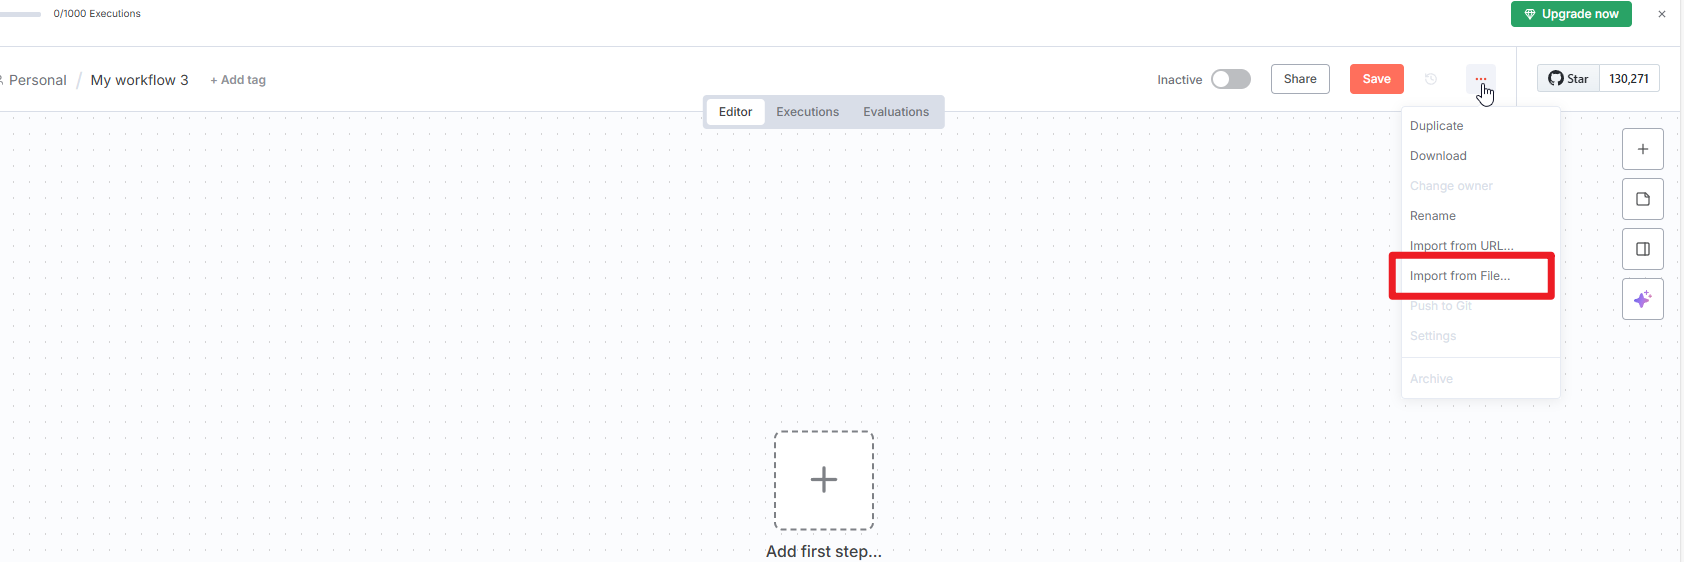 0/1000 Executions
Upgrade now
Personal / My workflow 3 + Add tag
Inactive Share Save Star 130,271
Editor Executions Evaluations
Duplicate
Download
Change owner
Rename
Import from URL...
Import from File...
Push to Git
Settings
Archive
Add first step...